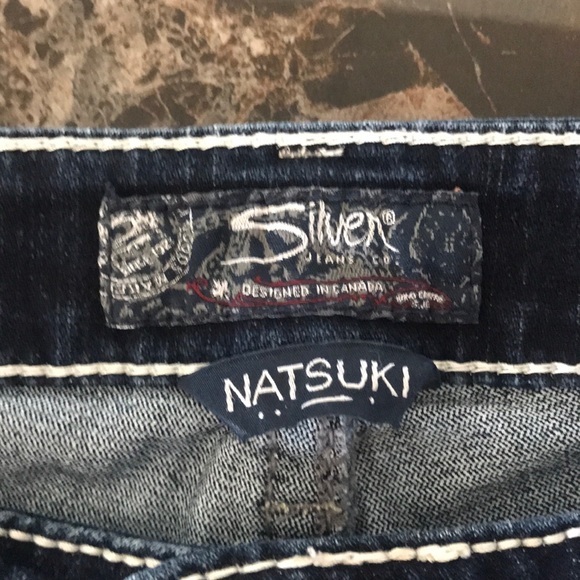 Silver®
JEANS CO
DESIGNED IN CANADA
NATSUKI